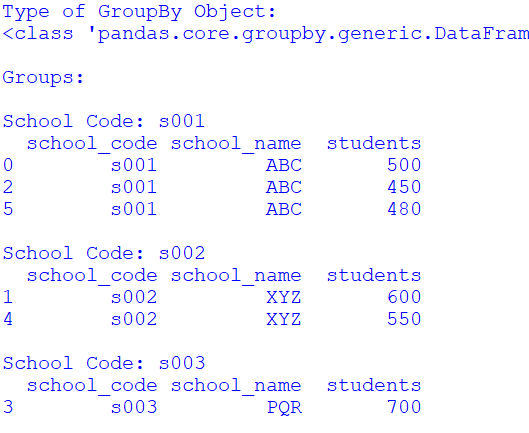 Type of GroupBy Object:
<class 'pandas.core.groupby.generic.DataFram
Groups:
School Code: s001
school_code school_name students
0 s001 ABC 500
2 s001 ABC 450
5 s001 ABC 480
School Code: s002
school_code school_name students
1 s002 XYZ 600
4 s002 XYZ 550
School Code: s003
school_code school_name students
3 s003 PQR 700